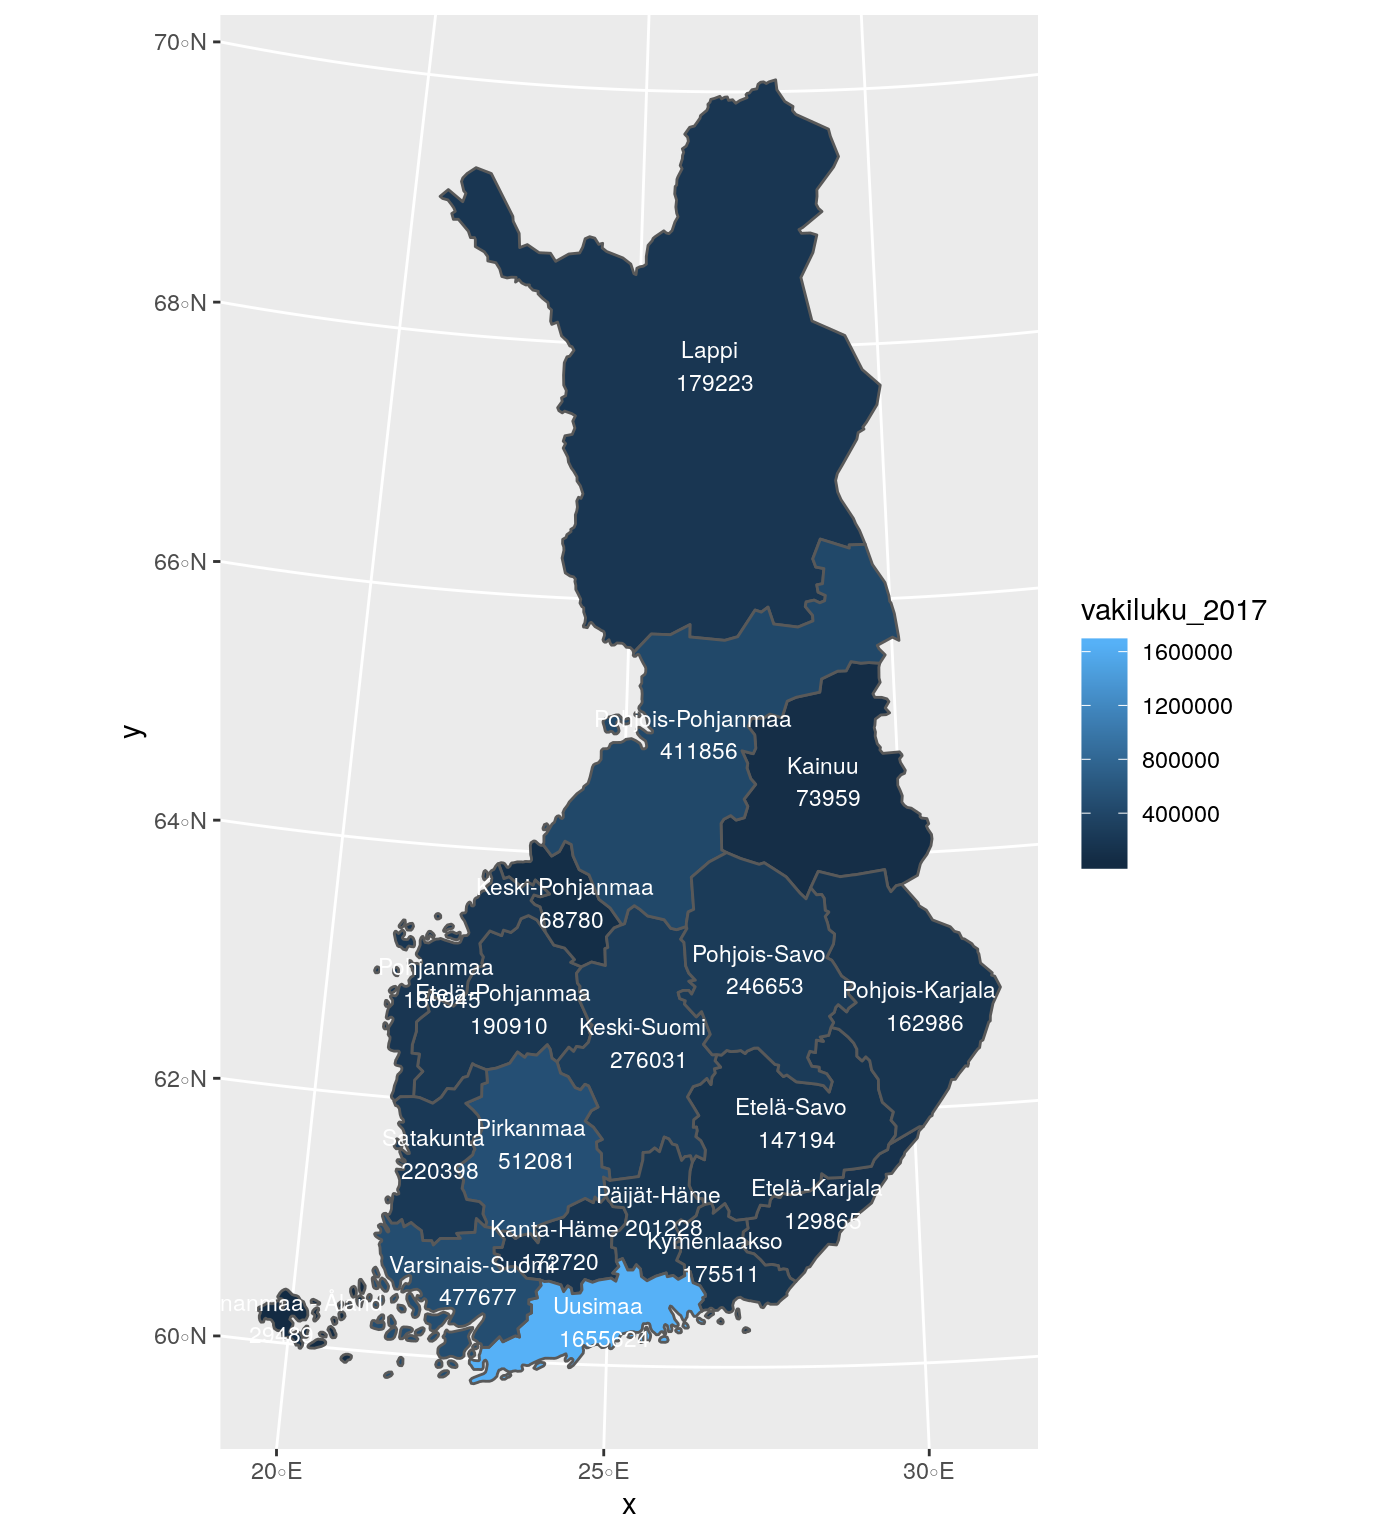 70°N
68°N
66°N
64°N
62°N
60°N
y
Lappi
179223
Pohjois-Pohjanmaa
411856
Kainuu
73959
Keski-Pohjanmaa
68780
Pohjois-Savo
246653
Pohjanmaa
180945
Etelä-Pohjanmaa
190910
Pohjois-Karjala
162986
Keski-Suomi
276031
Etelä-Savo
147194
Pirkanmaa
512081
Satakunta
220398
Etelä-Karjala
129865
Päijät-Häme
201228
Kanta-Häme
172720
Kymenlaakso
175511
Varsinais-Suomi
477677
nanmaa - Åland
29489
Uusimaa
1655624
20°E
25°E
30°E
x
vakiluku_2017
1600000
1200000
800000
400000